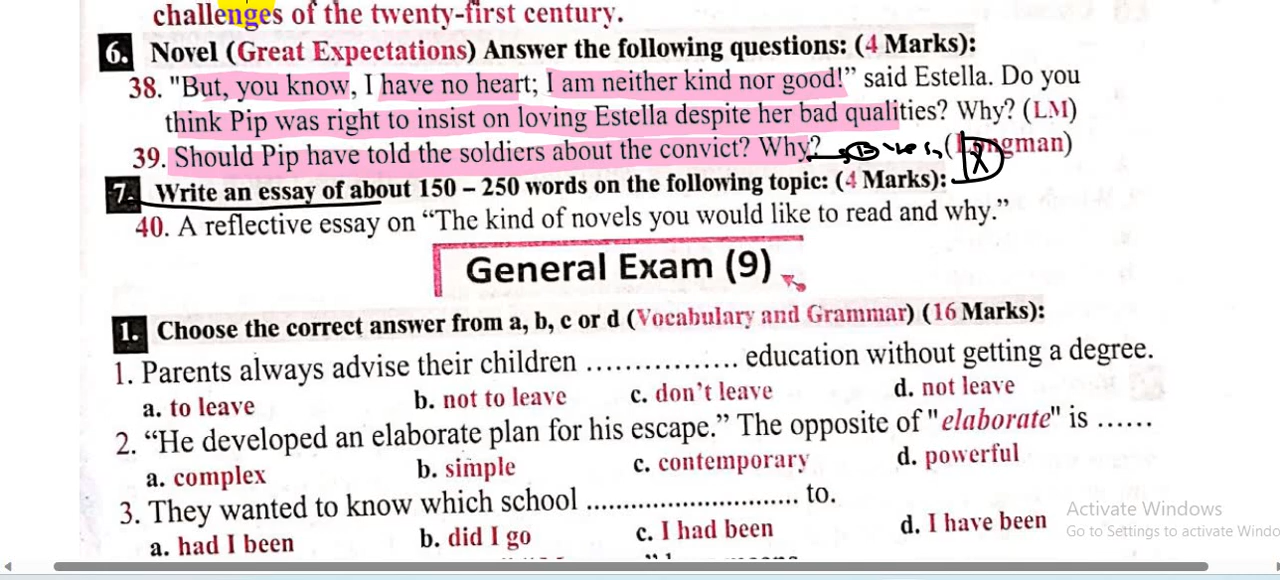 challenges of the twenty-first century.
6. Novel (Great Expectations) Answer the following questions: (4 Marks):
38. "But, you know, I have no heart; I am neither kind nor good!” said Estella. Do you
think Pip was right to insist on loving Estella despite her bad qualities? Why? (LM)
39. Should Pip have told the soldiers about the convict? Why? (Longman)
7. Write an essay of about 150 – 250 words on the following topic: (4 Marks):
40. A reflective essay on “The kind of novels you would like to read and why.”
General Exam (9)
1. Choose the correct answer from a, b, c or d (Vocabulary and Grammar) (16 Marks):
1. Parents always advise their children ............... education without getting a degree.
a. to leave b. not to leave c. don’t leave d. not leave
2. “He developed an elaborate plan for his escape.” The opposite of "elaborate" is ......
a. complex b. simple c. contemporary d. powerful
3. They wanted to know which school ........................... to.
a. had I been b. did I go c. I had been d. I have been
Activate Windows
Go to Settings to activate Windo